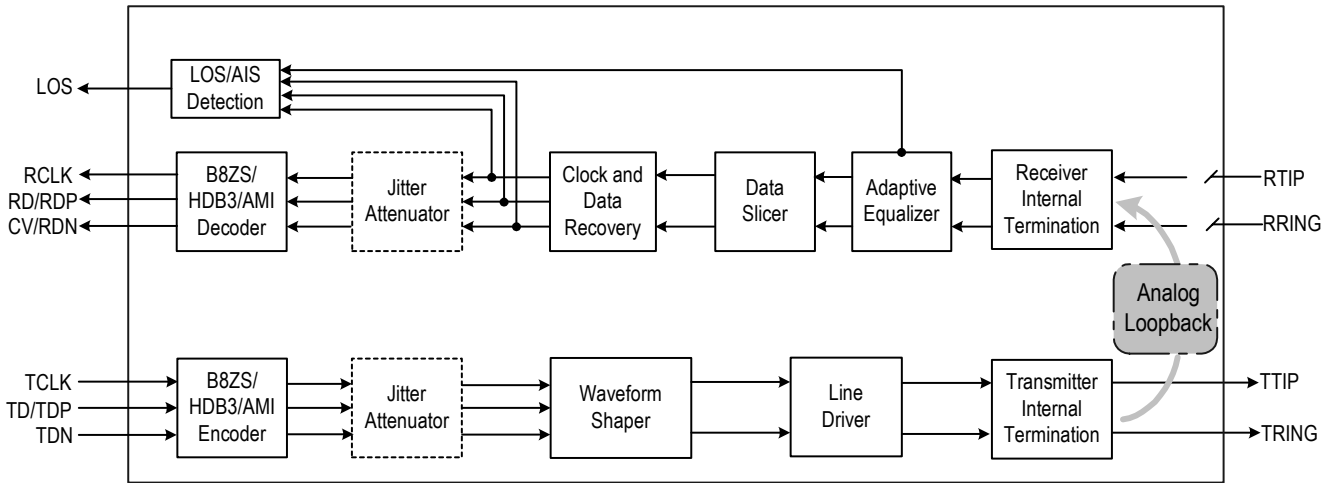 LOS
LOS/AIS
Detection
RCLK
RD/RDP
CV/RDN
B8ZS/
HDB3/AMI
Decoder
Jitter
Attenuator
Clock and
Data
Recovery
Data
Slicer
Adaptive
Equalizer
Receiver
Internal
Termination
RTIP
RRING
Analog
Loopback
TCLK
TD/TDP
TDN
B8ZS/
HDB3/AMI
Encoder
Jitter
Attenuator
Waveform
Shaper
Line
Driver
Transmitter
Internal
Termination
TTIP
TRING